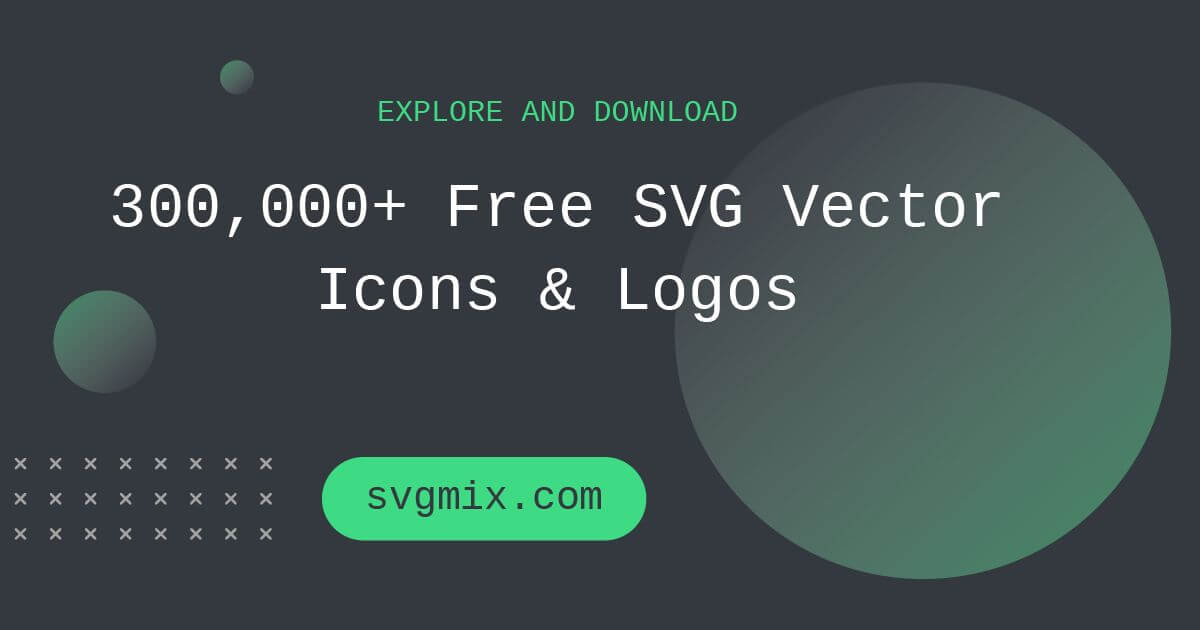 EXPLORE AND DOWNLOAD
300,000+ Free SVG Vector
Icons & Logos
svgmix.com